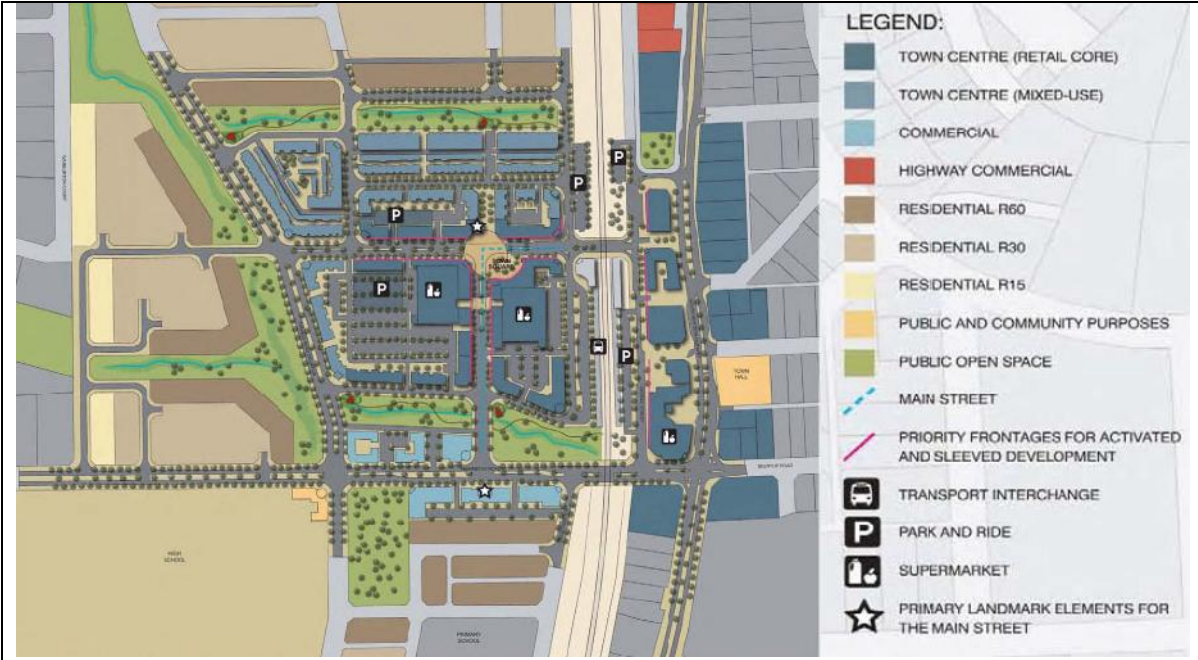 LEGEND:
TOWN CENTRE (RETAIL CORE)
TOWN CENTRE (MIXED-USE)
COMMERCIAL
HIGHWAY COMMERCIAL
RESIDENTIAL R60
RESIDENTIAL R30
RESIDENTIAL R15
PUBLIC AND COMMUNITY PURPOSES
PUBLIC OPEN SPACE
MAIN STREET
PRIORITY FRONTAGES FOR ACTIVATED
AND SLEEVED DEVELOPMENT
TRANSPORT INTERCHANGE
P
PARK AND RIDE
SUPERMARKET
PRIMARY LANDMARK ELEMENTS FOR
THE MAIN STREET
P
P
P
TOWN
SQUARE
P
P
TOWN
HALL
HIGH
SCHOOL
PRIMARY
SCHOOL